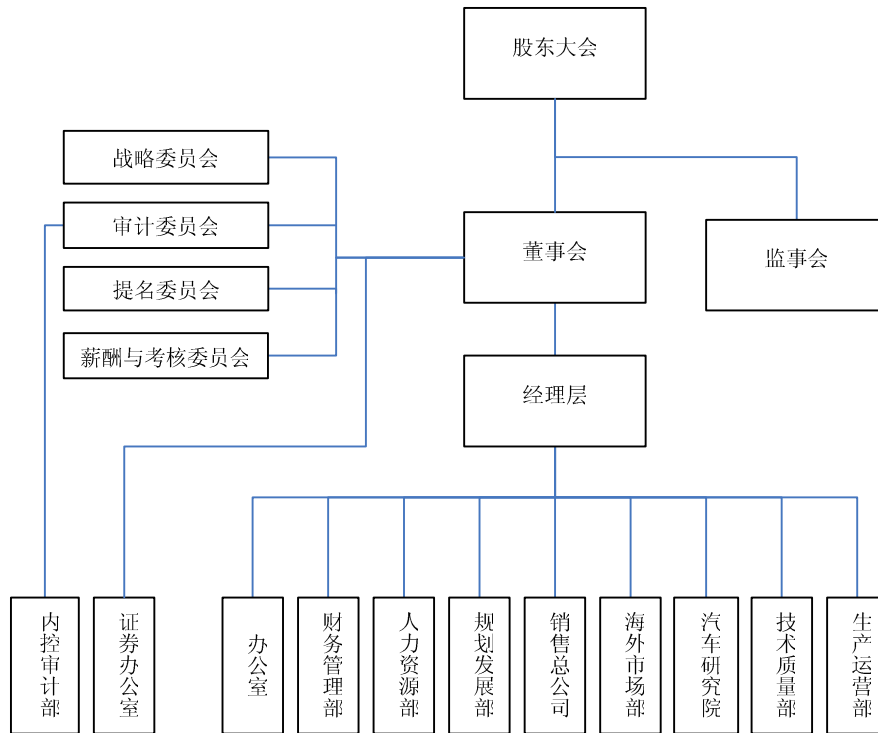 股东大会
战略委员会
审计委员会
董事会
监事会
提名委员会
薪酬与考核委员会
经理层
内控审计部
证券办公室
办公室
财务管理部
人力资源部
规划发展部
销售总公司
海外市场部
汽车研究院
技术质量部
生产运营部